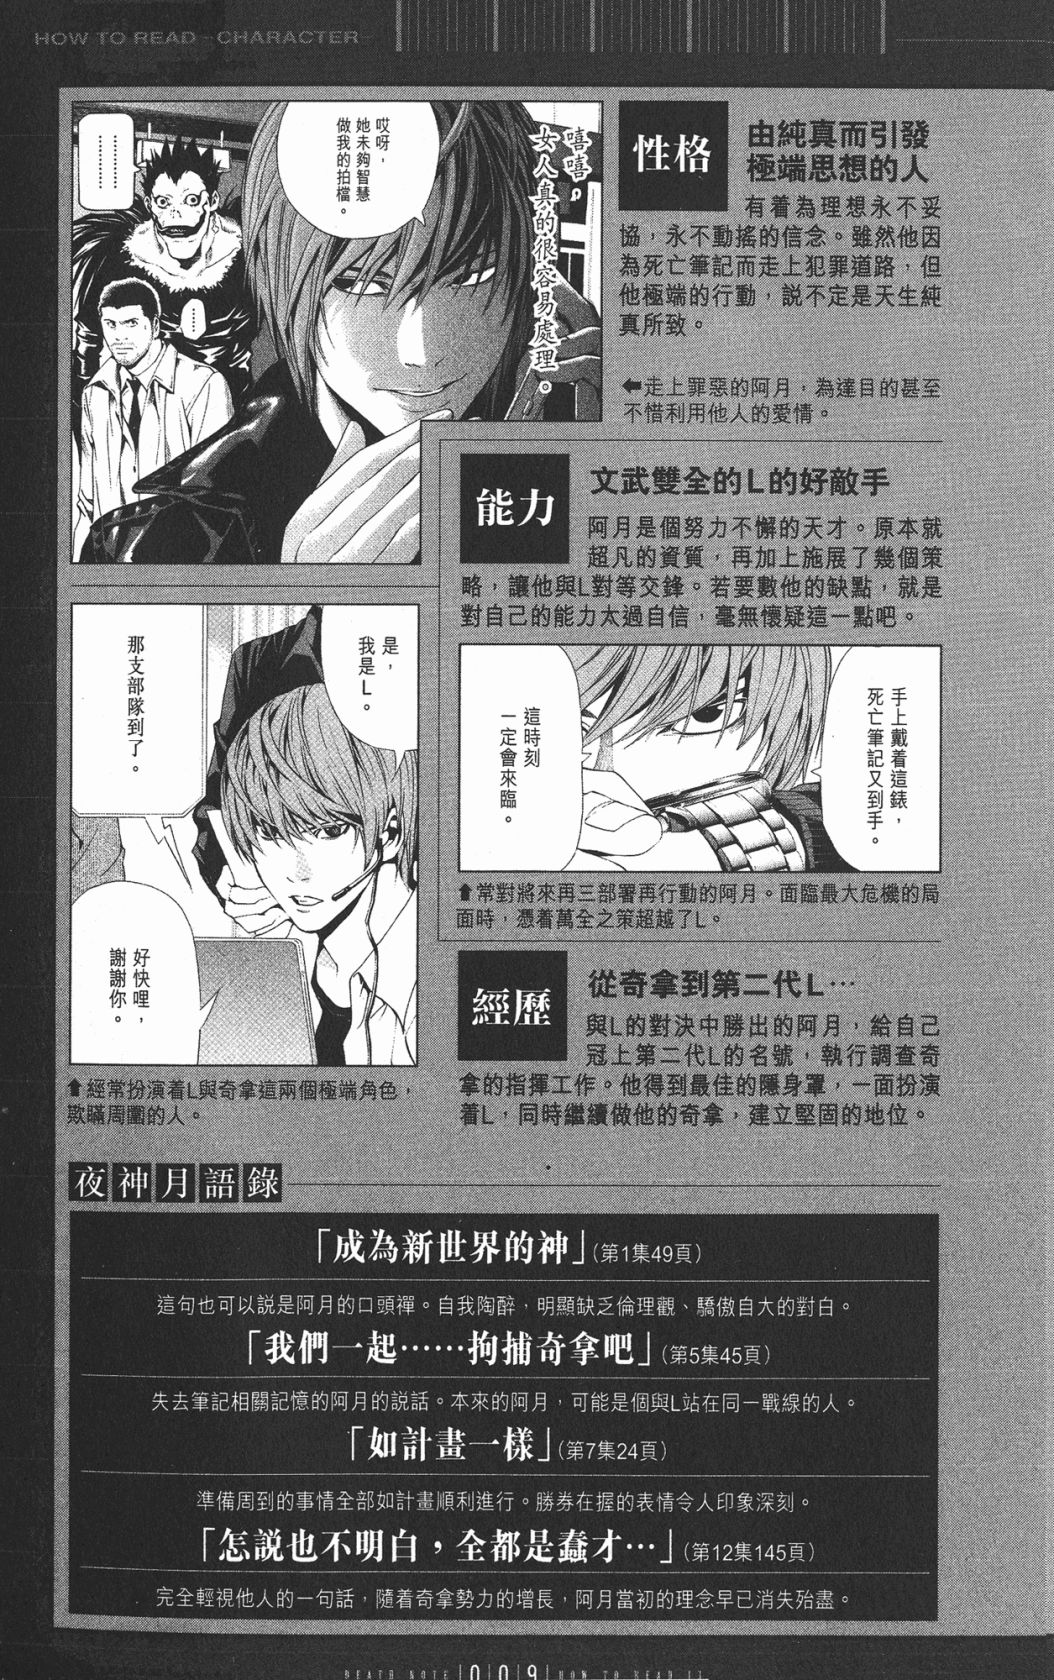 HOW TO READ - CHARACTER
性格
由純真而引發
極端思想的人
有着為理想永不妥
協，永不動搖的信念。雖然他因
為死亡筆記而走上犯罪道路，但
他極端的行動，說不定是天生純
真所致。
⬅走上罪惡的阿月，為達目的甚至
不惜利用他人的愛情。
嘻嘻，
女人真的很容易處理。
哎呀，
她未夠智慧
做我的拍檔。
…………
……
能力
文武雙全的L的好敵手
阿月是個努力不懈的天才。原本就
超凡的資質，再加上施展了幾個策
略，讓他與L對等交鋒。若要數他的缺點，就是
對自己的能力太過自信，毫無懷疑這一點吧。
手上戴着這錶，
死亡筆記又到手。
這時刻
一定會來臨。
⬆常對將來再三部署再行動的阿月。面臨最大危機的局
面時，憑着萬全之策超越了L。
是，
我是L。
那支部隊到了。
好快哩，
謝謝你。
⬆經常扮演着L與奇拿這兩個極端角色，
欺瞞周圍的人。
經歷
從奇拿到第二代L…
與L的對決中勝出的阿月，給自己
冠上第二代L的名號，執行調查奇
拿的指揮工作。他得到最佳的隱身罩，一面扮演
着L，同時繼續做他的奇拿，建立堅固的地位。
夜神月語錄
「成為新世界的神」(第1集49頁)
這句也可以說是阿月的口頭禪。自我陶醉，明顯缺乏倫理觀、驕傲自大的對白。
「我們一起……拘捕奇拿吧」(第5集45頁)
失去筆記相關記憶的阿月的說話。本來的阿月，可能是個與L站在同一戰線的人。
「如計畫一樣」(第7集24頁)
準備周到的事情全部如計畫順利進行。勝券在握的表情令人印象深刻。
「怎說也不明白，全都是蠢才…」(第12集145頁)
完全輕視他人的一句話，隨着奇拿勢力的增長，阿月當初的理念早已消失殆盡。
DEATH NOTE 009 HOW TO READ 13